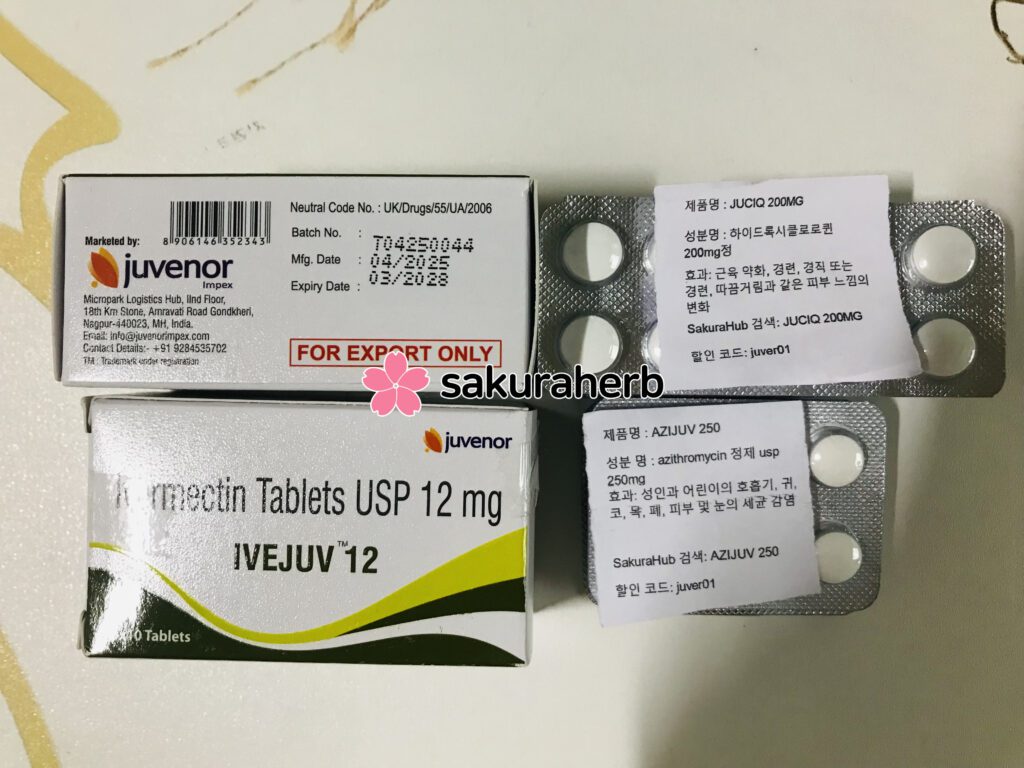 Neutral Code No. : UK/Drugs/55/UA/2006
Batch No. : T04250044
Mfg. Date : 04/2025
Expiry Date : 03/2028
FOR EXPORT ONLY
Marketed by:
8 906146 352343
juvenor
Impex
Micropark Logistics Hub, IInd Floor,
18th Km Stone, Amravati Road Gondkheri,
Nagpur-440023, MH, India.
Email: info@juvenorimpex.com
Contact Details:- +91 9284535702
TM : Trademark under registration
제품명 : JUCIQ 200MG
성분명 : 하이드록시클로로퀸
200mg정
효과: 근육 약화, 경련, 경직 또는
경련, 따끔거림과 같은 피부 느낌의
변화
SakuraHub 검색: JUCIQ 200MG
할인 코드: juver01
sakuraherb
juvenor
Tablets USP 12 mg
IVEJUV™12
Tablets
제품명 : AZIJUV 250
성분 명 : azithromycin 정제 usp
250mg
효과: 성인과 어린이의 호흡기, 귀,
코, 목, 폐, 피부 및 눈의 세균 감염
SakuraHub 검색: AZIJUV 250
할인 코드: juver01